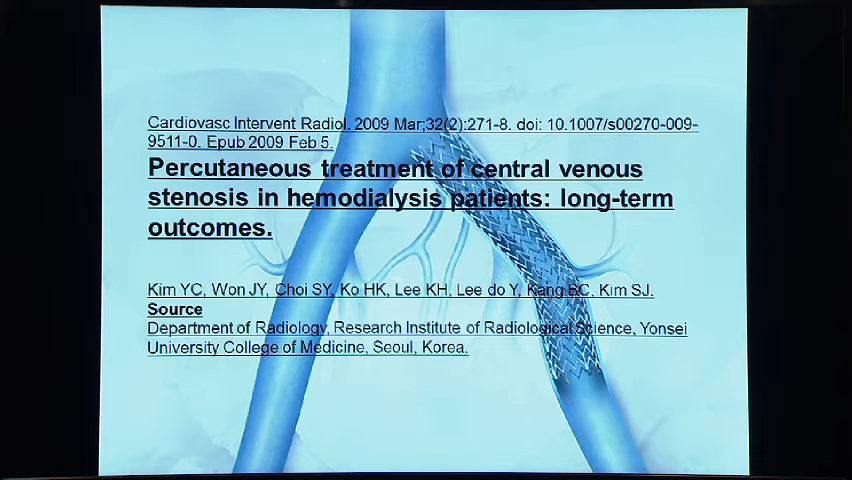 Cardiovasc Intervent Radiol. 2009 Mar;32(2):271-8. doi: 10.1007/s00270-009-
9511-0. Epub 2009 Feb 5.
Percutaneous treatment of central venous
stenosis in hemodialysis patients: long-term
outcomes.
Kim YC, Won JY, Choi SY, Ko HK, Lee KH, Lee do Y, Kang BC, Kim SJ.
Source
Department of Radiology, Research Institute of Radiological Science, Yonsei
University College of Medicine, Seoul, Korea.